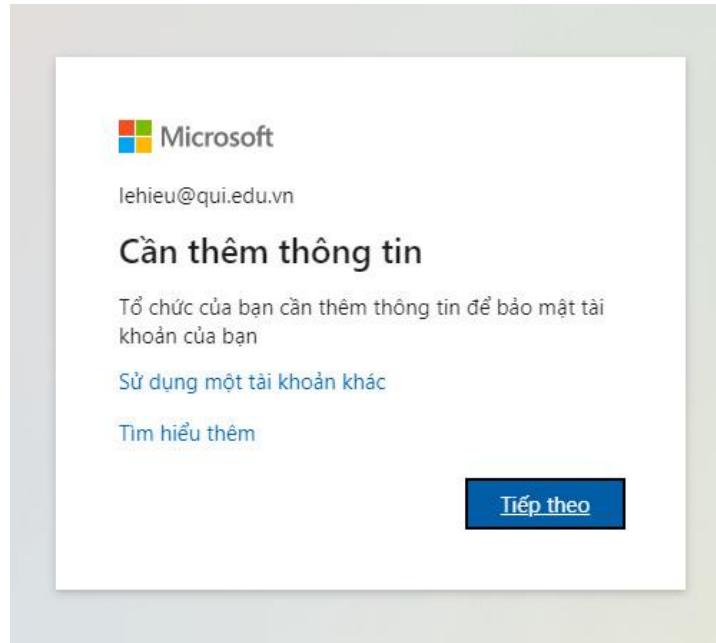 Microsoft
lehieu@qui.edu.vn
Cần thêm thông tin
Tổ chức của bạn cần thêm thông tin để bảo mật tài
khoản của bạn
Sử dụng một tài khoản khác
Tìm hiểu thêm
Tiếp theo